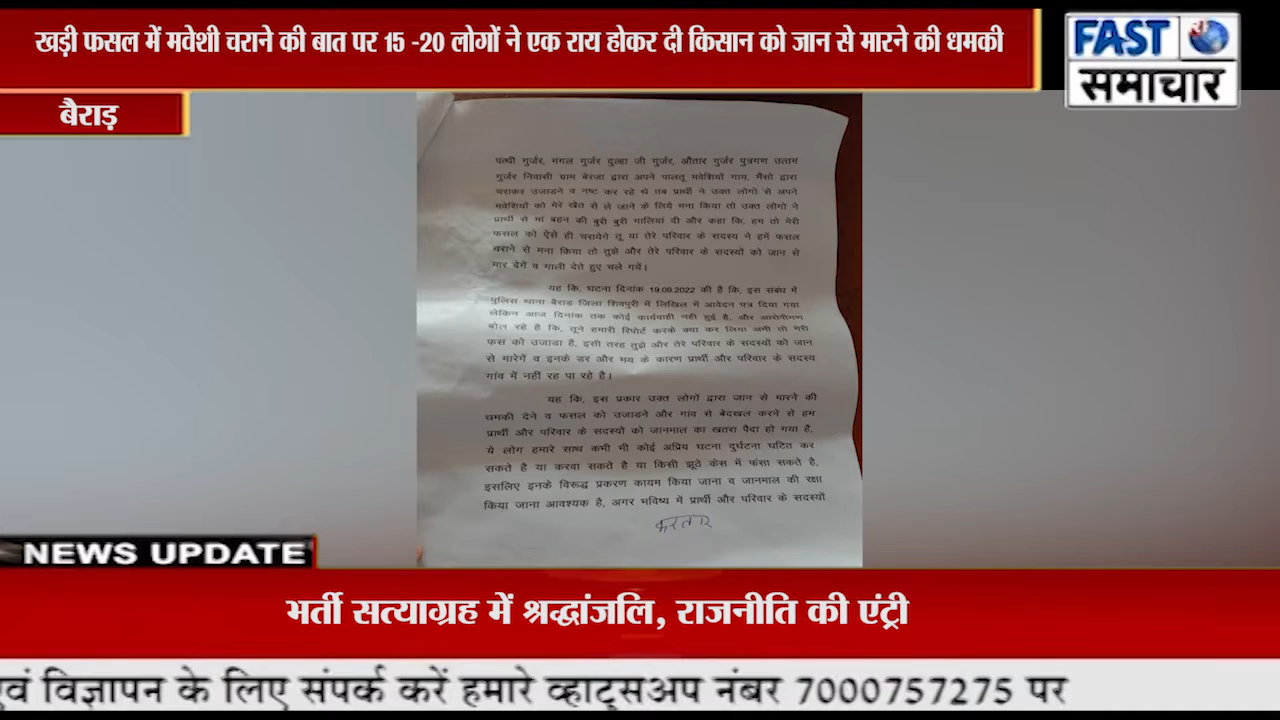 खड़ी फसल में मवेशी चराने की बात पर 15 -20 लोगों ने एक राय होकर दी किसान को जान से मारने की धमकी
FAST
समाचार
बैराड़
पत्थी गुर्जर, मंगल गुर्जर दुल्हा जी गुर्जर, औतार गुर्जर पुत्रगण उत्तम
गुर्जर निवासी ग्राम बेरजा द्वारा अपने पालतू मवेशियों गाय, भैंसो द्वारा
चराकर उजाडने व नष्ट कर रहे थे तब प्रार्थी ने उक्त लोगों से अपने
मवेशियों को मेरे खेत से ले जाने के लिये मना किया तो उक्त लोगो ने
प्रार्थी से मां बहन की बुरी बुरी गालियां दी और कहा कि, हम तो मेरी
फसल को ऐसे ही चरायेगे तू या तेरे परिवार के सदस्य ने हमें फसल
चराने से मना किया तो तुझे और तेरे परिवार के सदस्यों को जान से
मार देगें व गाली देते हुए चले गयें।
यह कि, घटना दिनांक 19.09.2022 की है कि, इस संबंध में
पुलिस थाना बेराड जिला शिवपुरी में लिखित में आवेदन पत्र दिया गया
लेकिन आज दिनांक तक कोई कार्यवाही नही हुई है, और आरोपीगण
बोल रहे है कि, तूने हमारी रिपोर्ट करके क्या कर लिया अभी तो मेरी
फस को उजाडा है, इसी तरह तुझे और तेरे परिवार के सदस्यों को जान
से मारेगें व इनके डर और भय के कारण प्रार्थी और परिवार के सदस्य
गांव में नहीं रह पा रहे है।
यह कि, इस प्रकार उक्त लोगों द्वारा जान से मारने की
धमकी देने व फसल को उजाडने और गांव से बेदखल करने से हम
प्रार्थी और परिवार के सदस्यों को जानमाल का खतरा पैदा हो गया है,
ये लोग हमारे साथ कभी भी कोई अप्रिय घटना दुर्घटना घटित कर
सकते है या करवा सकते है या किसी झूठे केस में फंसा सकते है,
इसलिए इनके विरूद्ध प्रकरण कायम किया जाना व जानमाल की रक्षा
किया जाना आवश्यक है, अगर भविष्य में प्रार्थी और परिवार के सदस्यों
करतार
NEWS UPDATE
भर्ती सत्याग्रह में श्रद्धांजलि, राजनीति की एंट्री
एवं विज्ञापन के लिए संपर्क करें हमारे व्हाट्सअप नंबर 7000757275 पर